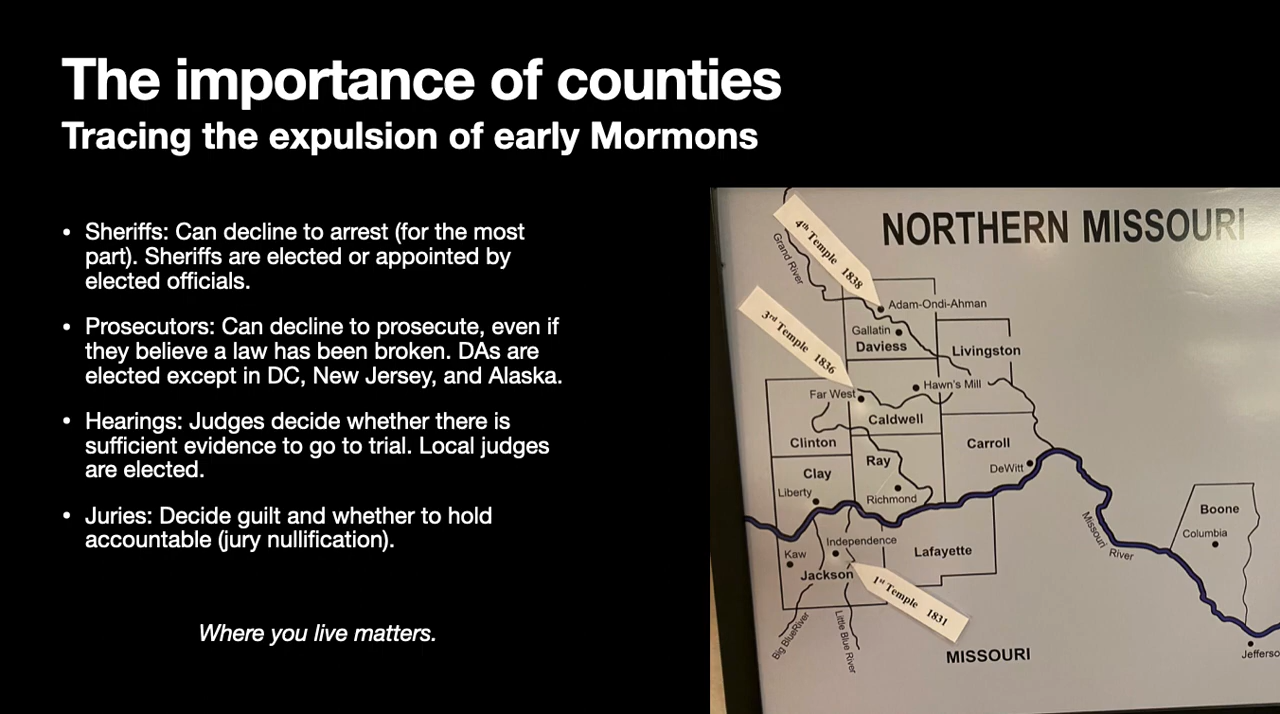 The importance of counties
Tracing the expulsion of early Mormons
• Sheriffs: Can decline to arrest (for the most
part). Sheriffs are elected or appointed by
elected officials.
• Prosecutors: Can decline to prosecute, even if
they believe a law has been broken. DAs are
elected except in DC, New Jersey, and Alaska.
• Hearings: Judges decide whether there is
sufficient evidence to go to trial. Local judges
are elected.
• Juries: Decide guilt and whether to hold
accountable (jury nullification).
Where you live matters.
NORTHERN MISSOURI
4th Temple 1838
Grand River
Adam-Ondi-Ahman
Gallatin
Daviess
Livingston
3rd Temple 1836
Far West
Hawn's Mill
Caldwell
Clinton
Carroll
Ray
Clay
DeWitt
Liberty
Richmond
Boone
Columbia
Missouri River
Independence
Kaw
Lafayette
Jackson
1st Temple 1831
Big Blue River
Little Blue River
MISSOURI
Jefferso